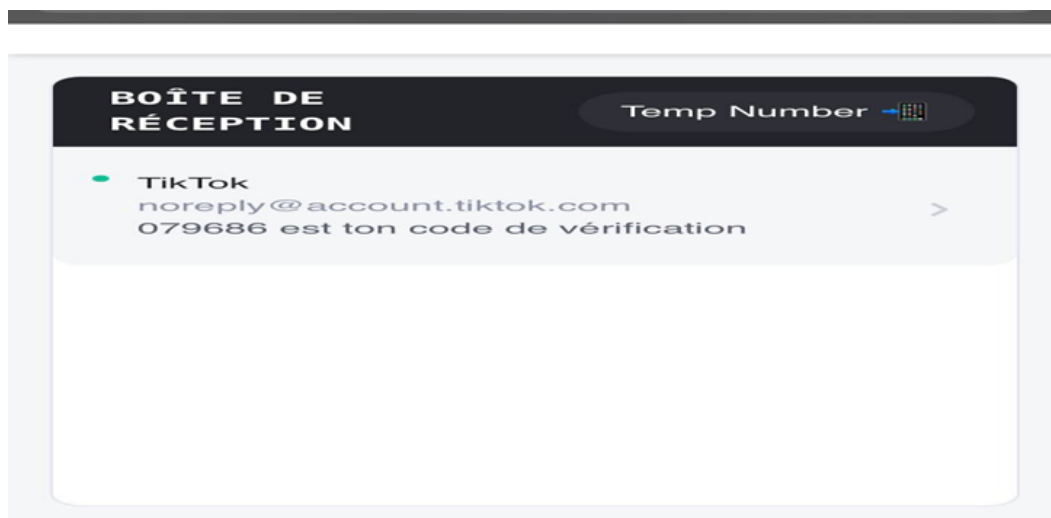 BOÎTE DE
RÉCEPTION
Temp Number
TikTok
noreply@account.tiktok.com
079686 est ton code de vérification